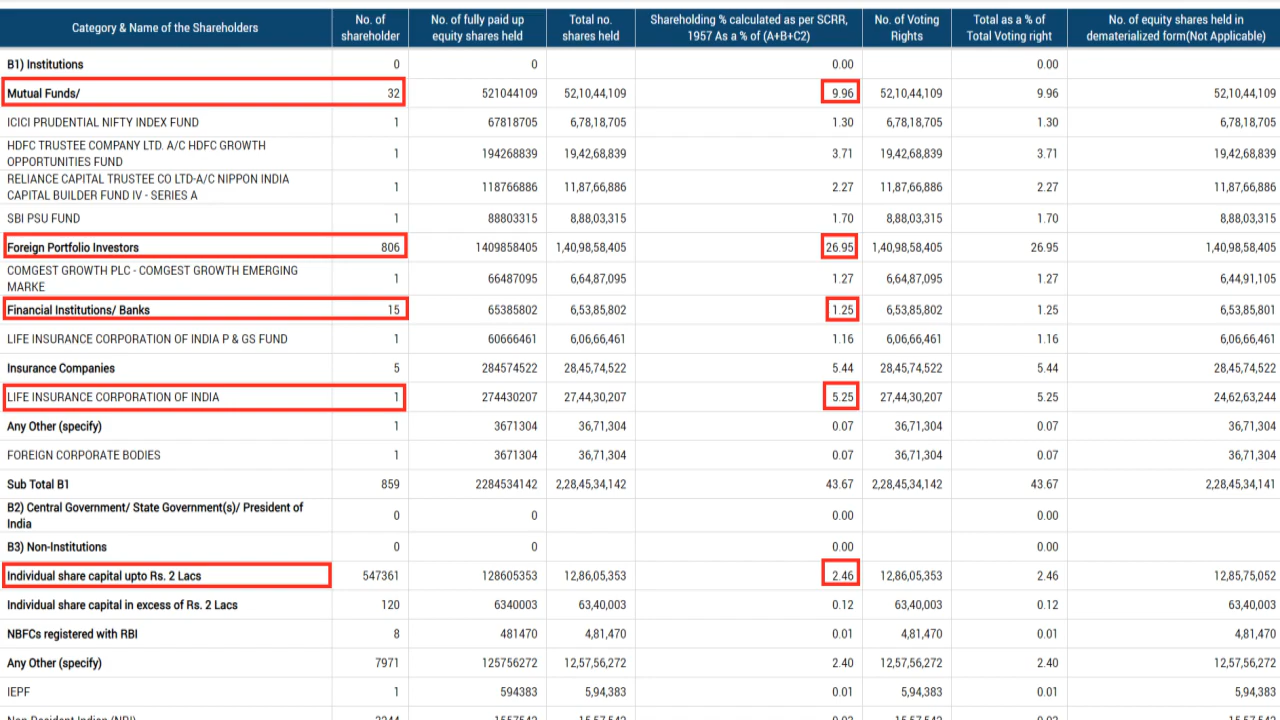 Category & Name of the Shareholders No. of shareholder No. of fully paid up equity shares held Total no. shares held Shareholding % calculated as per SCRR, 1957 As a % of (A+B+C2) No. of Voting Rights Total as a % of Total Voting right No. of equity shares held in dematerialized form(Not Applicable)
B1) Institutions 0 0 0.00 0.00
Mutual Funds/ 32 521044109 52,10,44,109 9.96 52,10,44,109 9.96 52,10,44,109
ICICI PRUDENTIAL NIFTY INDEX FUND 1 67818705 6,78,18,705 1.30 6,78,18,705 1.30 6,78,18,705
HDFC TRUSTEE COMPANY LTD. A/C HDFC GROWTH
OPPORTUNITIES FUND 1 194268839 19,42,68,839 3.71 19,42,68,839 3.71 19,42,68,839
RELIANCE CAPITAL TRUSTEE CO LTD-A/C NIPPON INDIA
CAPITAL BUILDER FUND IV - SERIES A 1 118766886 11,87,66,886 2.27 11,87,66,886 2.27 11,87,66,886
SBI PSU FUND 1 88803315 8,88,03,315 1.70 8,88,03,315 1.70 8,88,03,315
Foreign Portfolio Investors 806 1409858405 1,40,98,58,405 26.95 1,40,98,58,405 26.95 1,40,98,58,405
COMGEST GROWTH PLC - COMGEST GROWTH EMERGING
MARKE 1 66487095 6,64,87,095 1.27 6,64,87,095 1.27 6,44,91,105
Financial Institutions/ Banks 15 65385802 6,53,85,802 1.25 6,53,85,802 1.25 6,53,85,801
LIFE INSURANCE CORPORATION OF INDIA P & GS FUND 1 60666461 6,06,66,461 1.16 6,06,66,461 1.16 6,06,66,461
Insurance Companies 5 284574522 28,45,74,522 5.44 28,45,74,522 5.44 28,45,74,522
LIFE INSURANCE CORPORATION OF INDIA 1 274430207 27,44,30,207 5.25 27,44,30,207 5.25 24,62,63,244
Any Other (specify) 1 3671304 36,71,304 0.07 36,71,304 0.07 36,71,304
FOREIGN CORPORATE BODIES 1 3671304 36,71,304 0.07 36,71,304 0.07 36,71,304
Sub Total B1 859 2284534142 2,28,45,34,142 43.67 2,28,45,34,142 43.67 2,28,45,34,141
B2) Central Government/ State Government(s)/ President of
India 0 0 0.00 0.00
B3) Non-Institutions 0 0 0.00 0.00
Individual share capital upto Rs. 2 Lacs 547361 128605353 12,86,05,353 2.46 12,86,05,353 2.46 12,85,75,052
Individual share capital in excess of Rs. 2 Lacs 120 6340003 63,40,003 0.12 63,40,003 0.12 63,40,003
NBFCs registered with RBI 8 481470 4,81,470 0.01 4,81,470 0.01 4,81,470
Any Other (specify) 7971 125756272 12,57,56,272 2.40 12,57,56,272 2.40 12,57,56,272
IEPF 1 594383 5,94,383 0.01 5,94,383 0.01 5,94,383